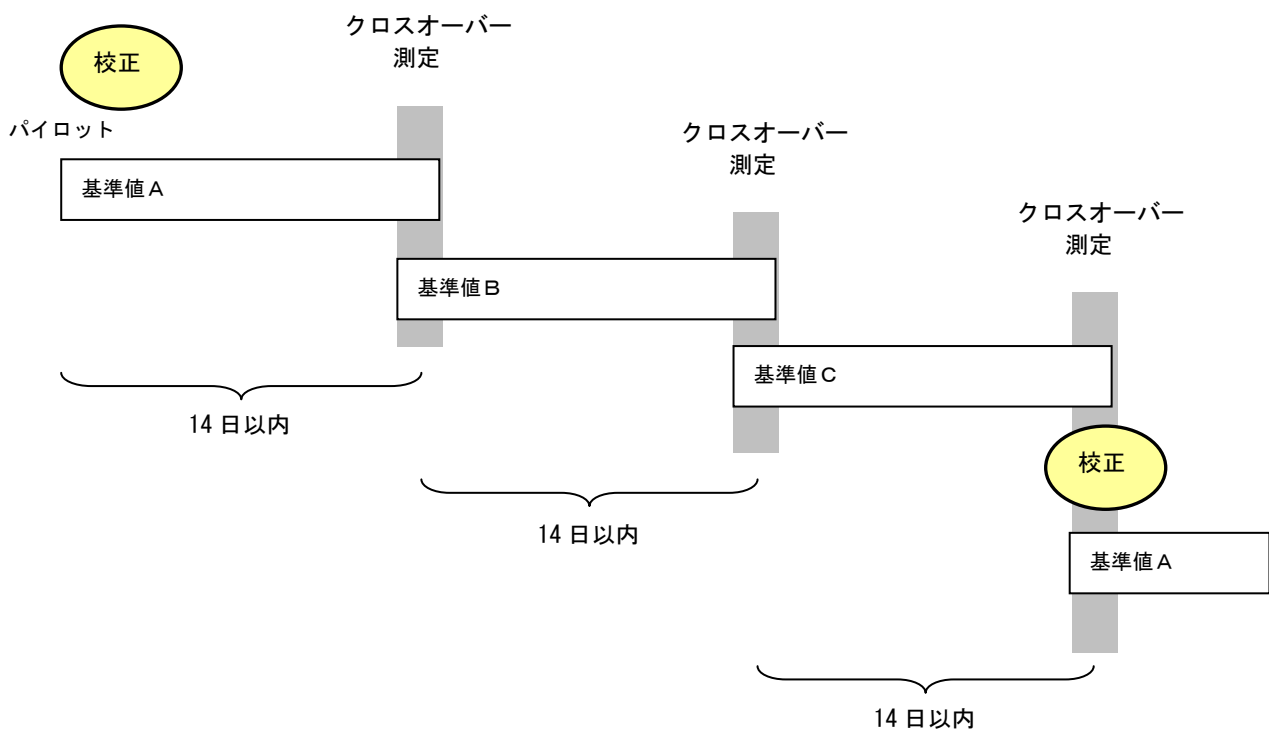 クロスオーバー
測定
校正
パイロット
基準値A
クロスオーバー
測定
基準値B
クロスオーバー
測定
基準値C
14 日以内
校正
14 日以内
基準値A
14 日以内